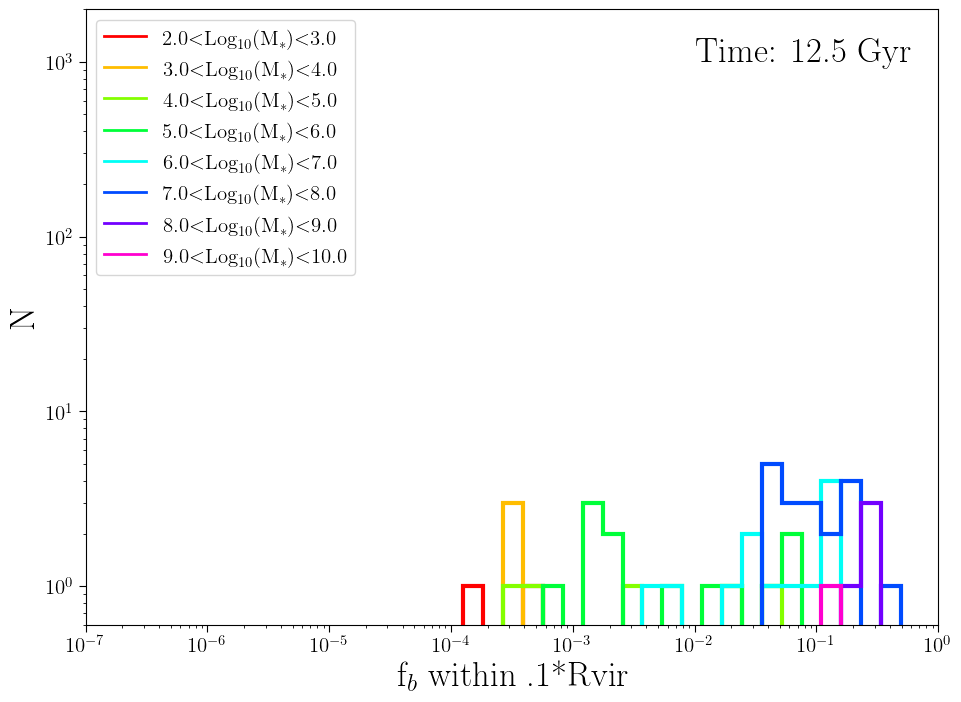 2.0<Log₁₀(M⁎)<3.0
3.0<Log₁₀(M⁎)<4.0
4.0<Log₁₀(M⁎)<5.0
5.0<Log₁₀(M⁎)<6.0
6.0<Log₁₀(M⁎)<7.0
7.0<Log₁₀(M⁎)<8.0
8.0<Log₁₀(M⁎)<9.0
9.0<Log₁₀(M⁎)<10.0
Time: 12.5 Gyr
10³
10²
10¹
10⁰
N
10⁻⁷ 10⁻⁶ 10⁻⁵ 10⁻⁴ 10⁻³ 10⁻² 10⁻¹ 10⁰
f_b within .1*Rvir